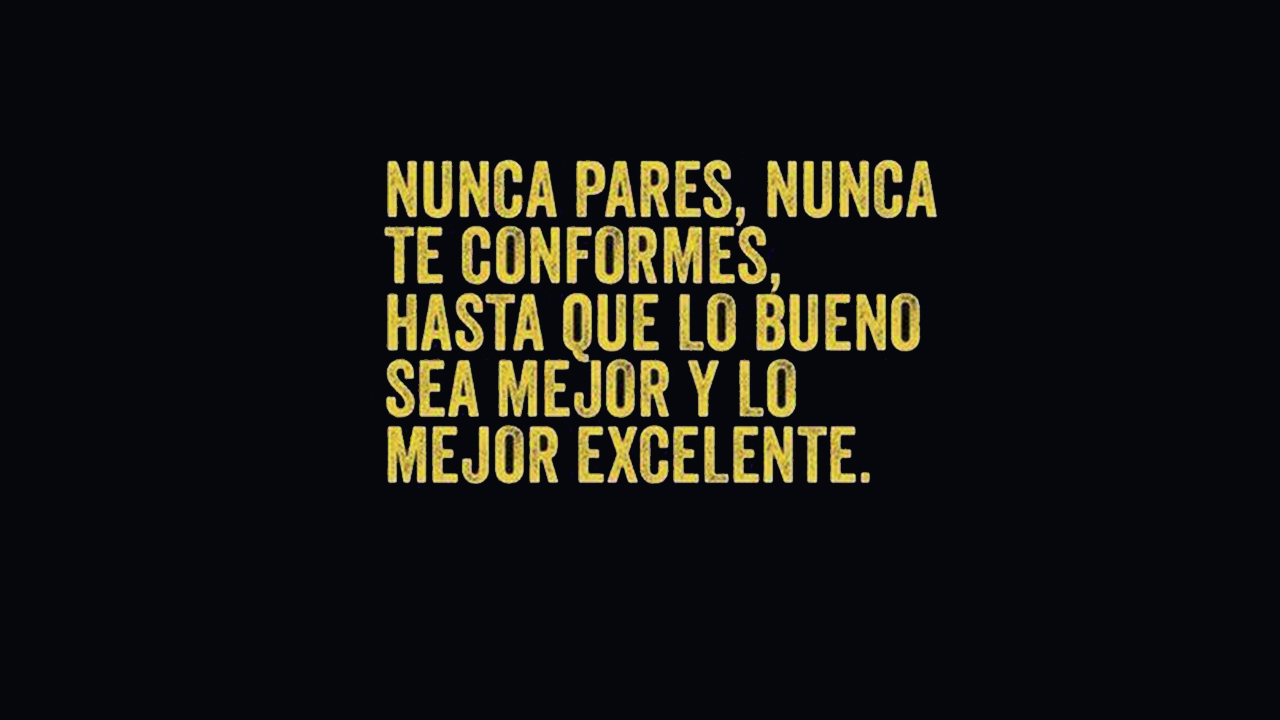 NUNCA PARES, NUNCA
TE CONFORMES,
HASTA QUE LO BUENO
SEA MEJOR Y LO
MEJOR EXCELENTE.